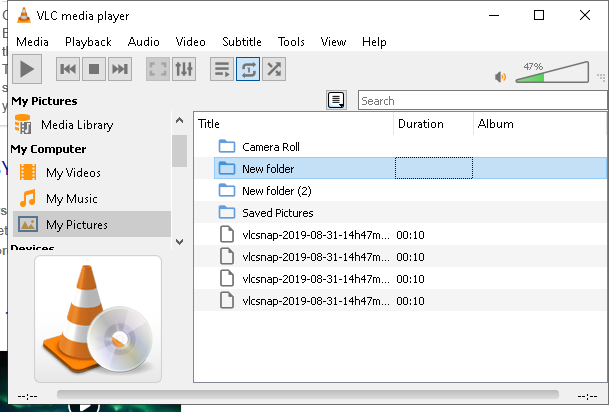 VLC media player
Media Playback Audio Video Subtitle Tools View Help
47%
My Pictures
Media Library
My Computer
My Videos
My Music
My Pictures
Devices
Search
Title Duration Album
Camera Roll
New folder
New folder (2)
Saved Pictures
vlcsnap-2019-08-31-14h47m... 00:10
vlcsnap-2019-08-31-14h47m... 00:10
vlcsnap-2019-08-31-14h47m... 00:10
vlcsnap-2019-08-31-14h47m... 00:10
--:-- --:--